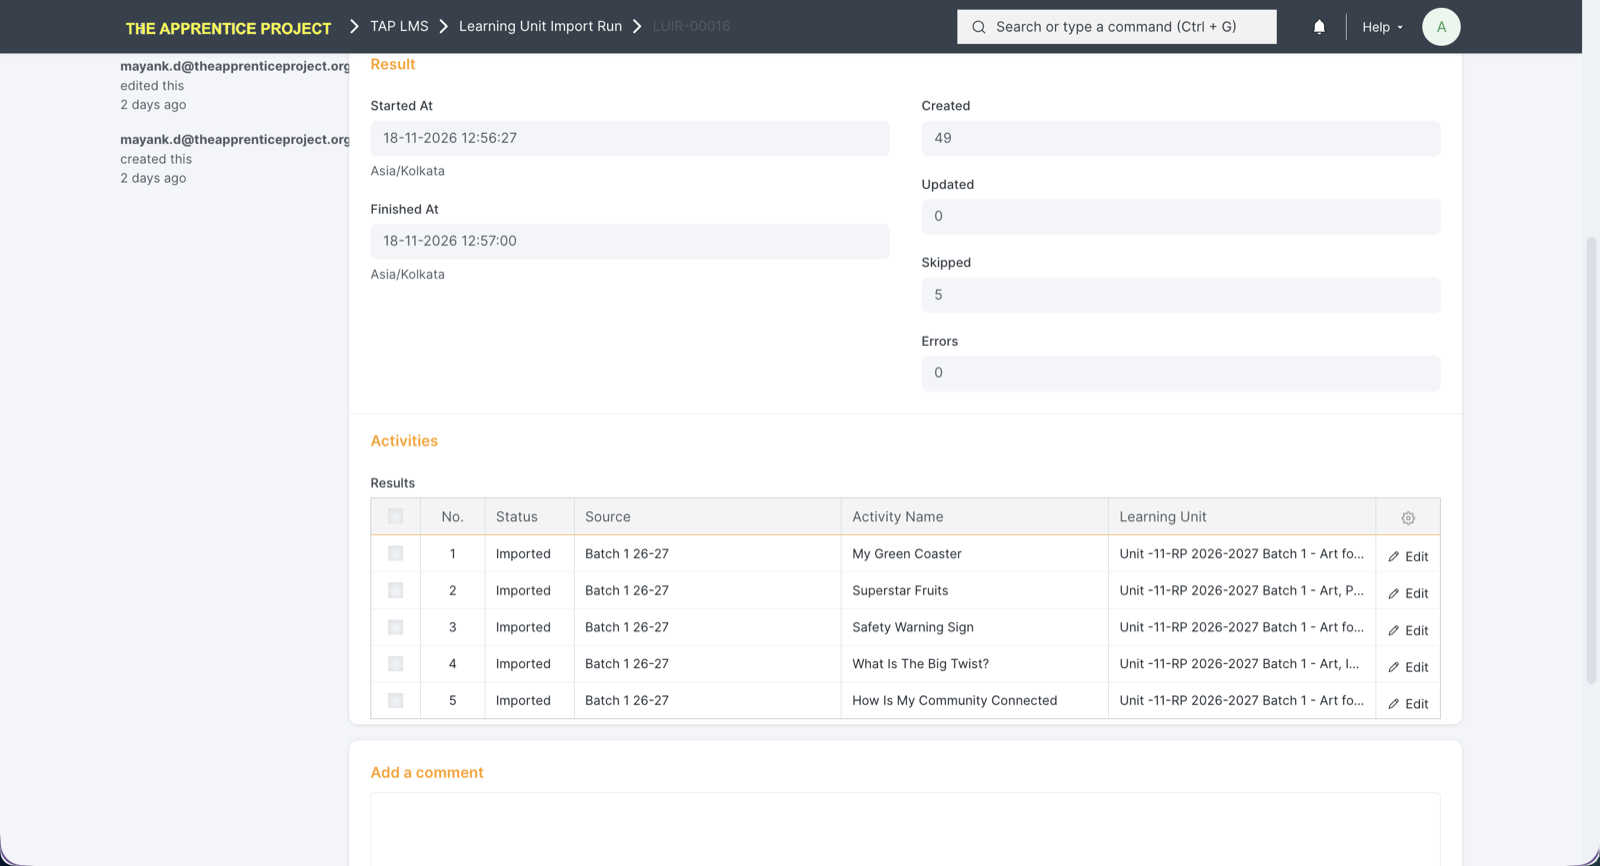 THE APPRENTICE PROJECT
TAP LMS
Learning Unit Import Run
LUIR-00016
Search or type a command (Ctrl + G)
Help
A
mayank.d@theapprenticeproject.org
edited this
2 days ago
mayank.d@theapprenticeproject.org
created this
2 days ago
Result
Started At
18-11-2026 12:56:27
Asia/Kolkata
Finished At
18-11-2026 12:57:00
Asia/Kolkata
Created
49
Updated
0
Skipped
5
Errors
0
Activities
Results
No. Status Source Activity Name Learning Unit
1 Imported Batch 1 26-27 My Green Coaster Unit -11-RP 2026-2027 Batch 1 - Art fo... Edit
2 Imported Batch 1 26-27 Superstar Fruits Unit -11-RP 2026-2027 Batch 1 - Art, P... Edit
3 Imported Batch 1 26-27 Safety Warning Sign Unit -11-RP 2026-2027 Batch 1 - Art fo... Edit
4 Imported Batch 1 26-27 What Is The Big Twist? Unit -11-RP 2026-2027 Batch 1 - Art, I... Edit
5 Imported Batch 1 26-27 How Is My Community Connected Unit -11-RP 2026-2027 Batch 1 - Art fo... Edit
Add a comment